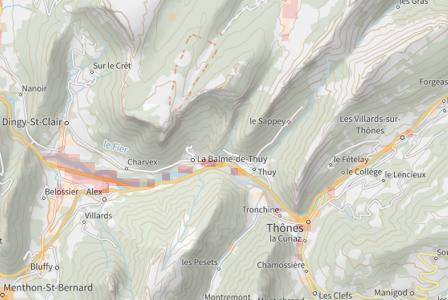 les Gras
Sur le Crêt
Nanoir
Forgeas
Dingy-St-Clair
le Sappey
Les Villards-sur-
Thônes
le Fier
Charvex
La Balme-de-Thuy
Thuy
le Fételay
le Collège
le Lencieux
Belossier
Alex
Villards
Tronchine
Thônes
la Curiaz
Bluffy
les Pesets
Chamossière
Menthon-St-Bernard
Montremont
Les Clefs
Manigod